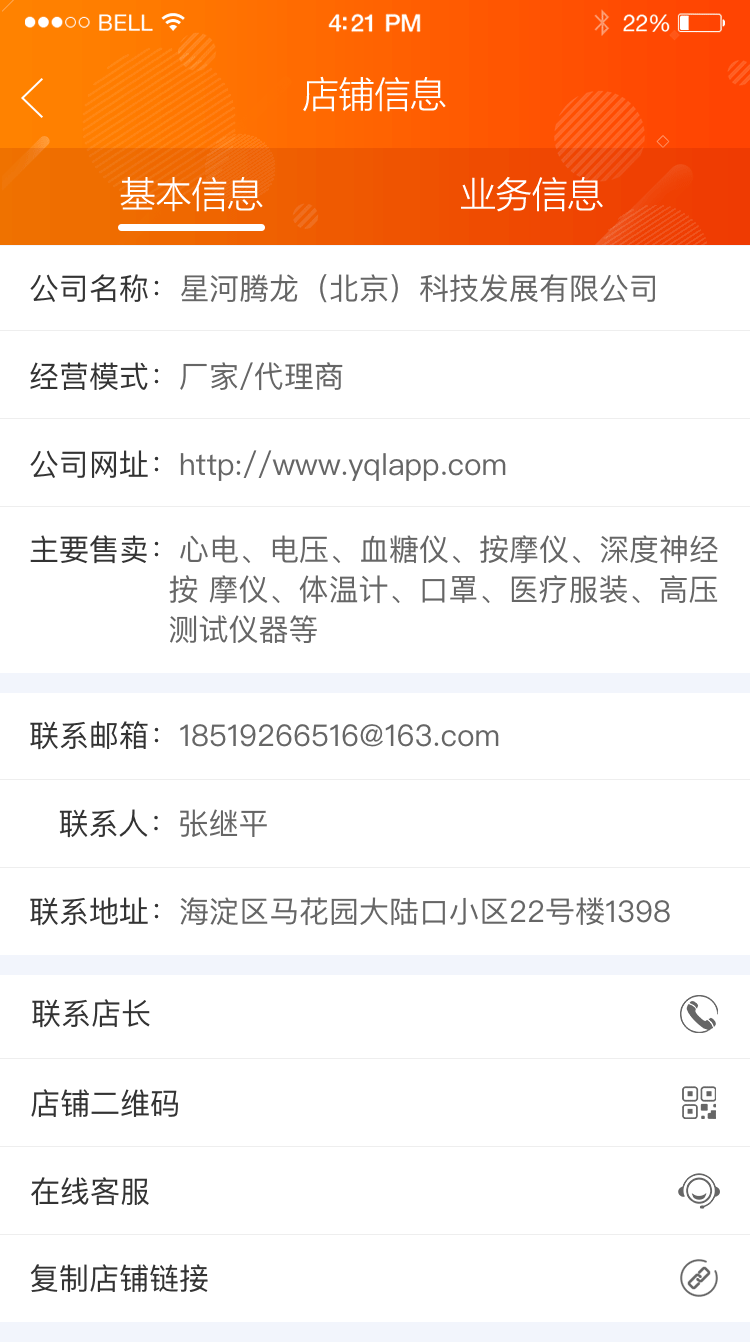 BELL 4:21 PM 22%
店铺信息
基本信息 业务信息
公司名称：星河腾龙（北京）科技发展有限公司
经营模式：厂家/代理商
公司网址：http://www.yqlapp.com
主要售卖：心电、电压、血糖仪、按摩仪、深度神经
按 摩仪、体温计、口罩、医疗服装、高压
测试仪器等
联系邮箱：18519266516@163.com
联系人：张继平
联系地址：海淀区马花园大陆口小区22号楼1398
联系店长
店铺二维码
在线客服
复制店铺链接